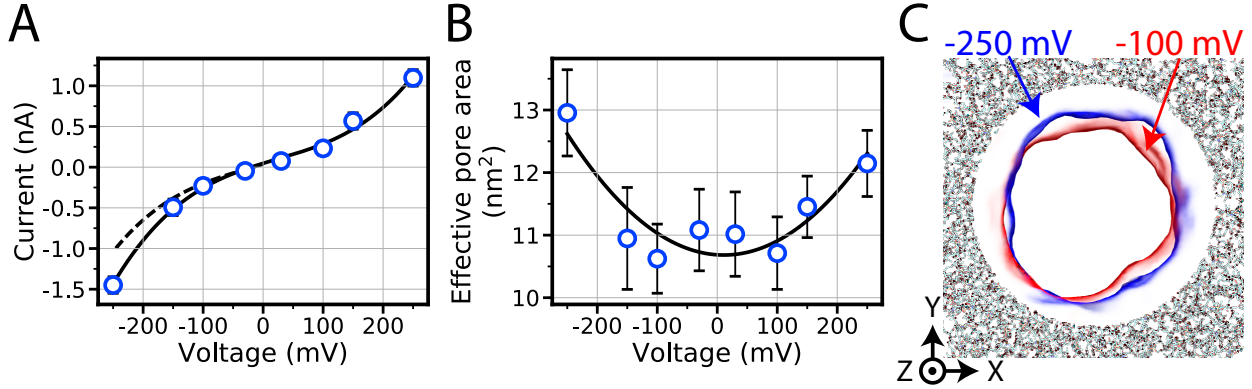 A
Current (nA)
1.0
0.5
0.0
-0.5
-1.0
-1.5
-200
-100
0
100
200
Voltage (mV)
B
Effective pore area
(nm²)
13
12
11
10
-200
-100
0
100
200
Voltage (mV)
C
-250 mV
-100 mV
Y
Z
X